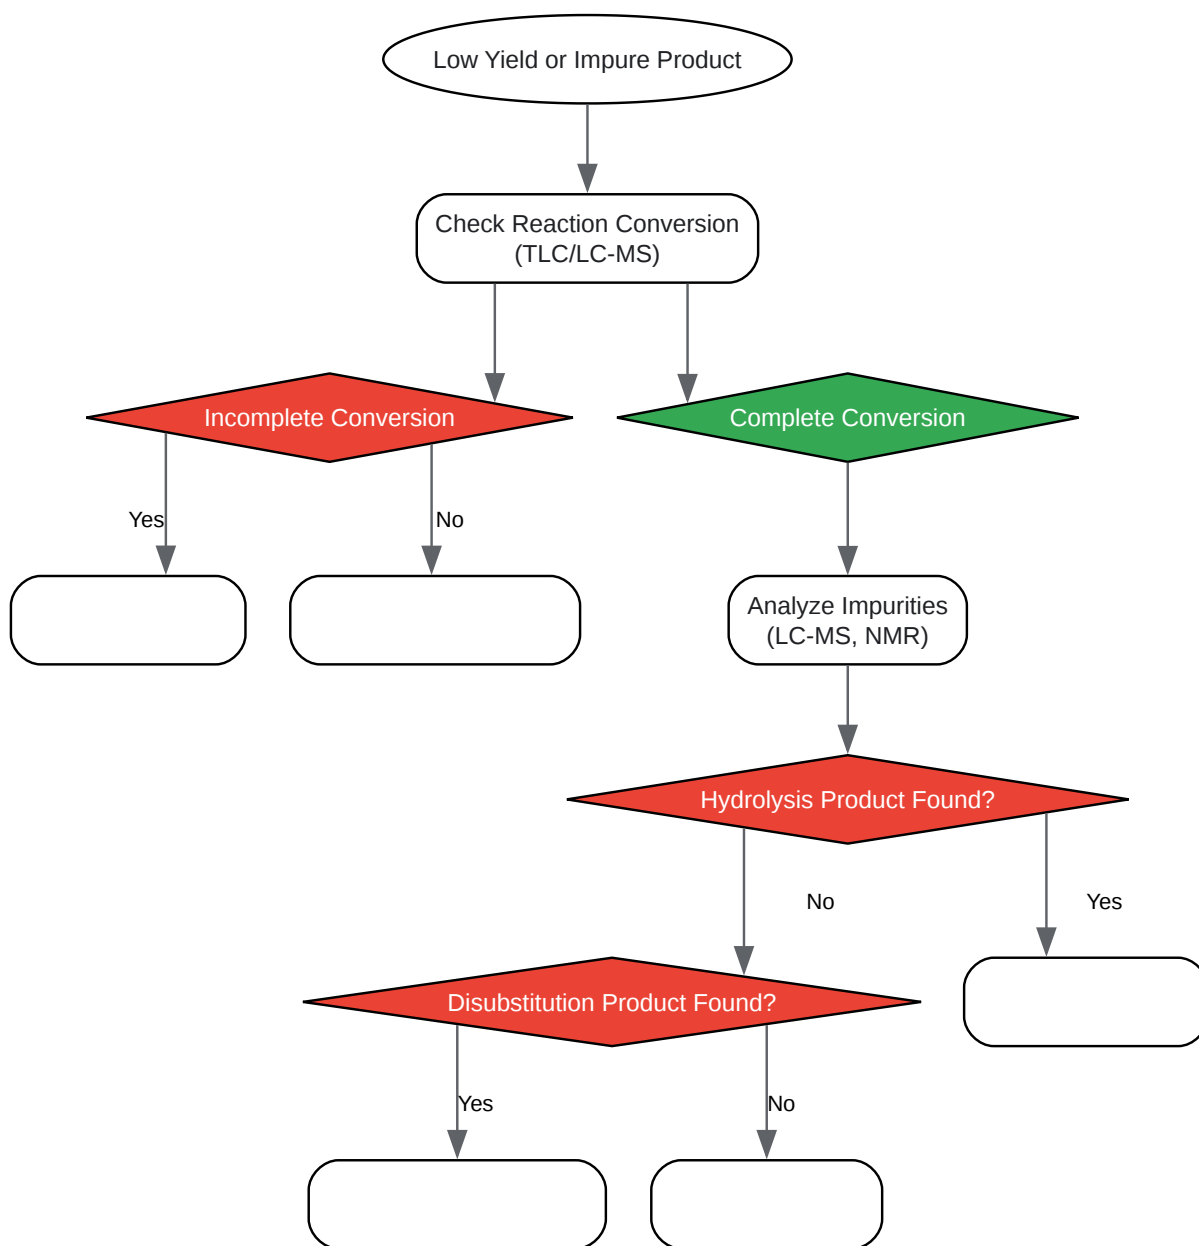 Low Yield or Impure Product
Check Reaction Conversion
(TLC/LC-MS)
Incomplete Conversion
Complete Conversion
Yes
No
Analyze Impurities
(LC-MS, NMR)
Hydrolysis Product Found?
No
Yes
Disubstitution Product Found?
Yes
No